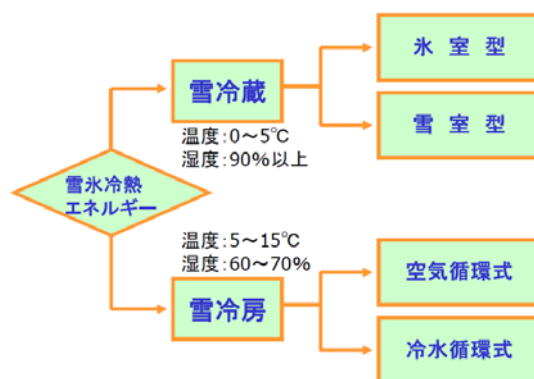 氷室型
雪冷蔵
雪室型
温度:0～5℃
湿度:90%以上
雪氷冷熱
エネルギー
温度:5～15℃
湿度:60～70%
空気循環式
雪冷房
冷水循環式